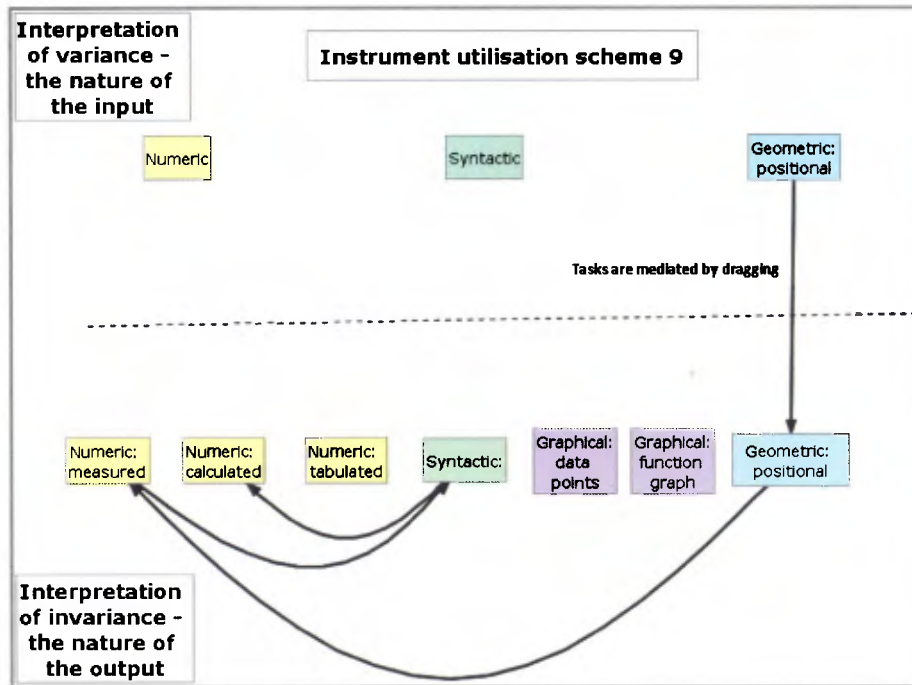 Interpretation
of variance -
the nature of
the input
Instrument utilisation scheme 9
Numeric
Syntactic
Geometric:
positional
Tasks are mediated by dragging
Numeric:
measured
Numeric:
calculated
Numeric:
tabulated
Syntactic:
Graphical:
data
points
Graphical:
function
graph
Geometric:
positional
Interpretation
of invariance -
the nature of
the output